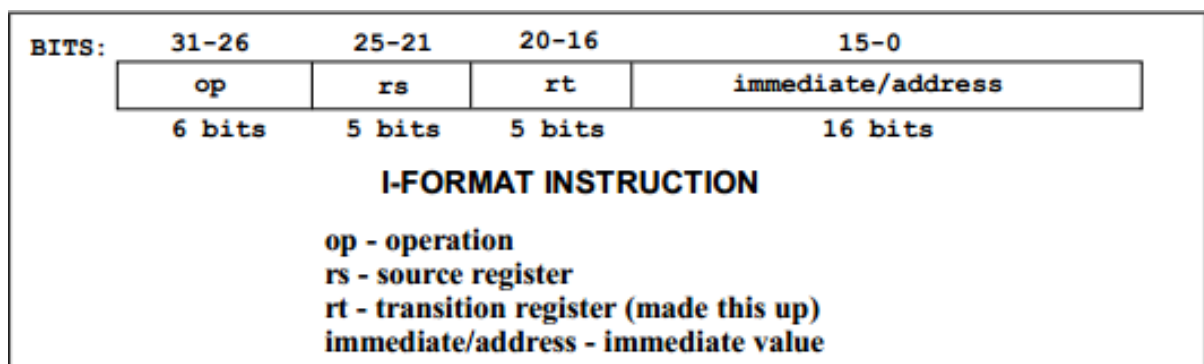 BITS: 31-26 25-21 20-16 15-0
op rs rt immediate/address
6 bits 5 bits 5 bits 16 bits
I-FORMAT INSTRUCTION
op - operation
rs - source register
rt - transition register (made this up)
immediate/address - immediate value